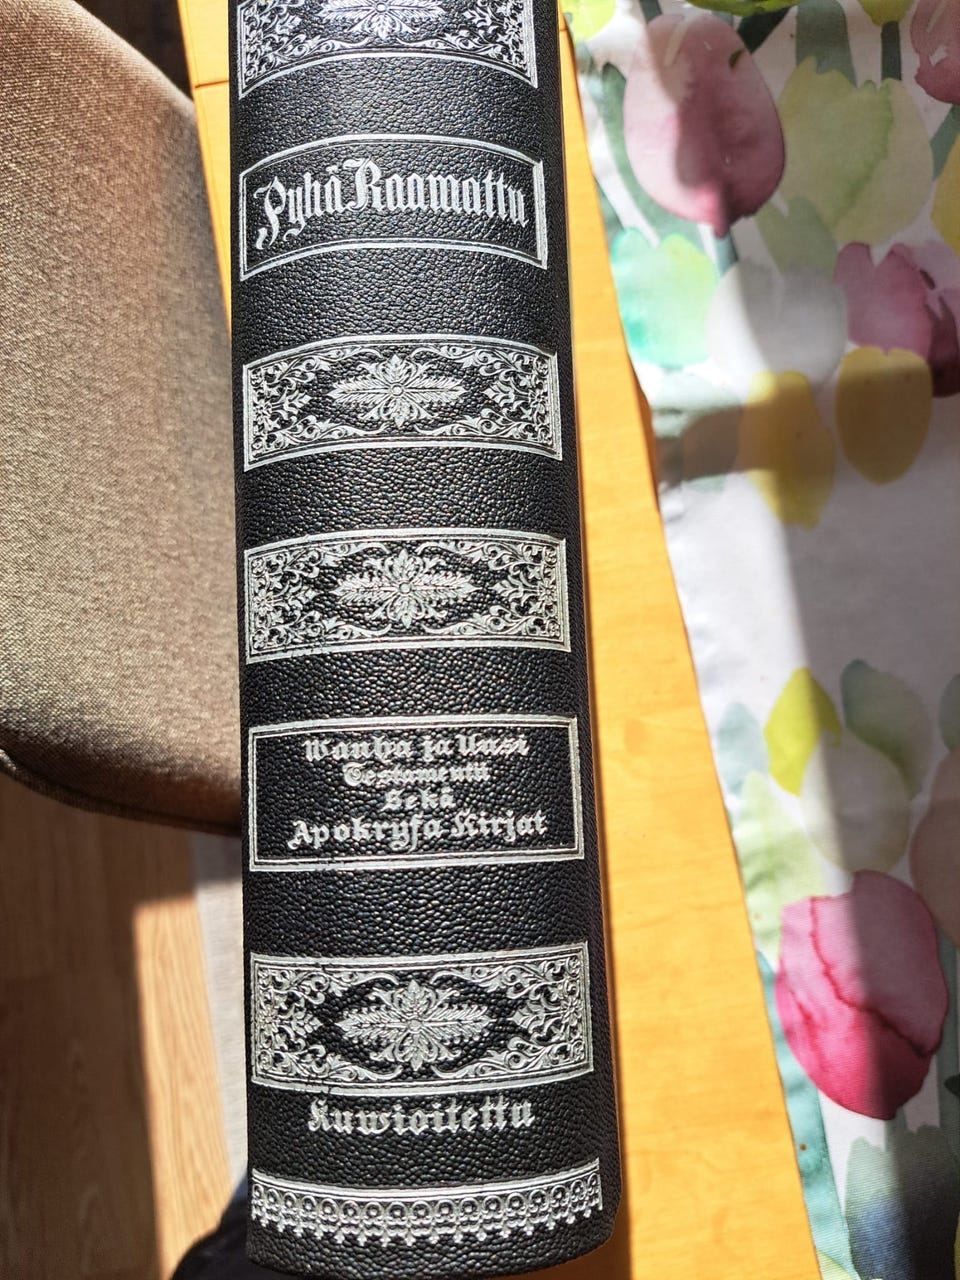 Pyhä Raamattu
Wanha ja Uusi
Testamentti
Sekä
Apokryfa Kirjat
Kuwioitettu